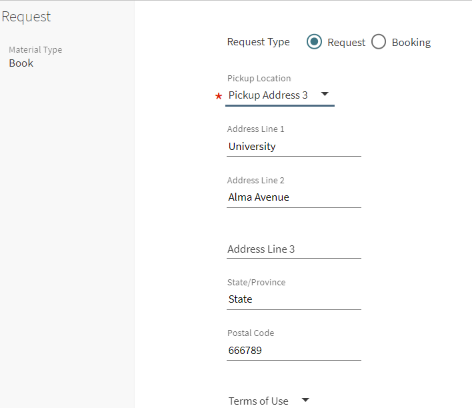 Request
Material Type
Book
Request Type Request Booking
Pickup Location
* Pickup Address 3
Address Line 1
University
Address Line 2
Alma Avenue
Address Line 3
State/Province
State
Postal Code
666789
Terms of Use